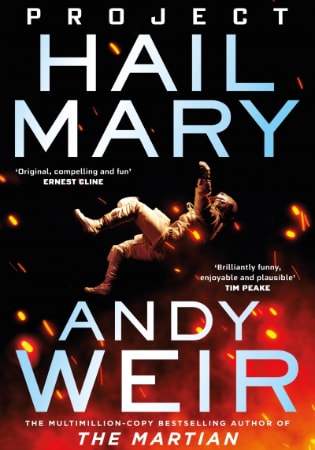 PROJECT
HAIL
MARY
‘Original, compelling and fun’
ERNEST CLINE
‘Brilliantly funny,
enjoyable and plausible’
TIM PEAKE
ANDY
WEIR
THE MULTIMILLION-COPY BESTSELLING AUTHOR OF
THE MARTIAN